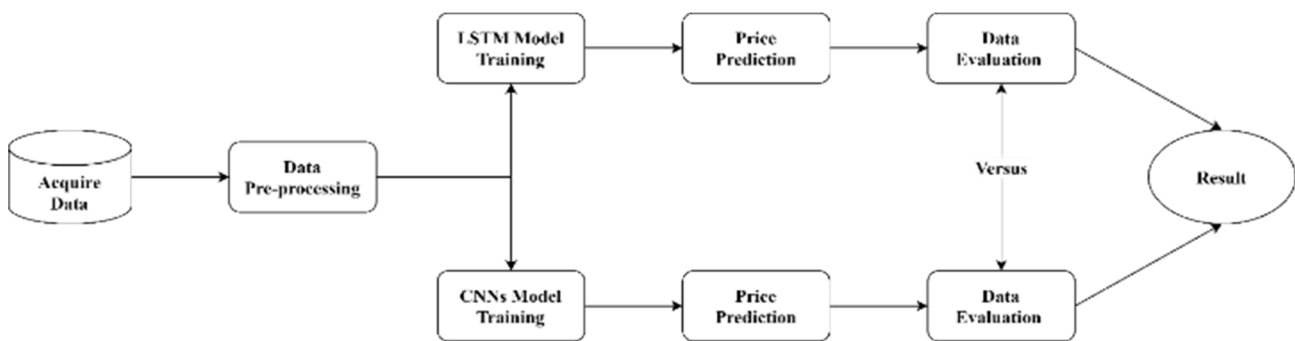 LSTM Model
Training
Price
Prediction
Data
Evaluation
Acquire
Data
Data
Pre-processing
Versus
Result
CNNs Model
Training
Price
Prediction
Data
Evaluation